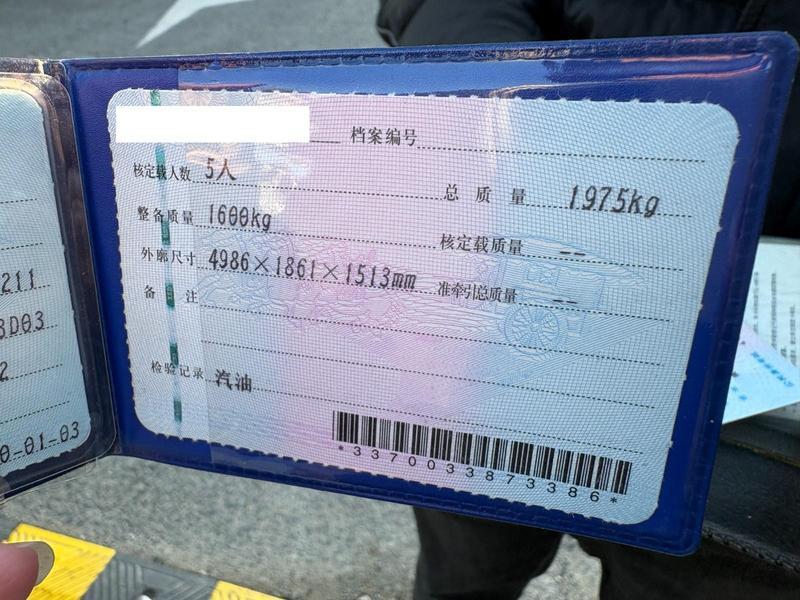 档案编号
核定载人数 5人
总质量 1975kg
整备质量 1600kg
核定载质量 --
外廓尺寸 4986×1861×1513mm
准牵引总质量 --
备注
检验记录 汽油
*3370033873386*
211
3D03
2
0-01-03